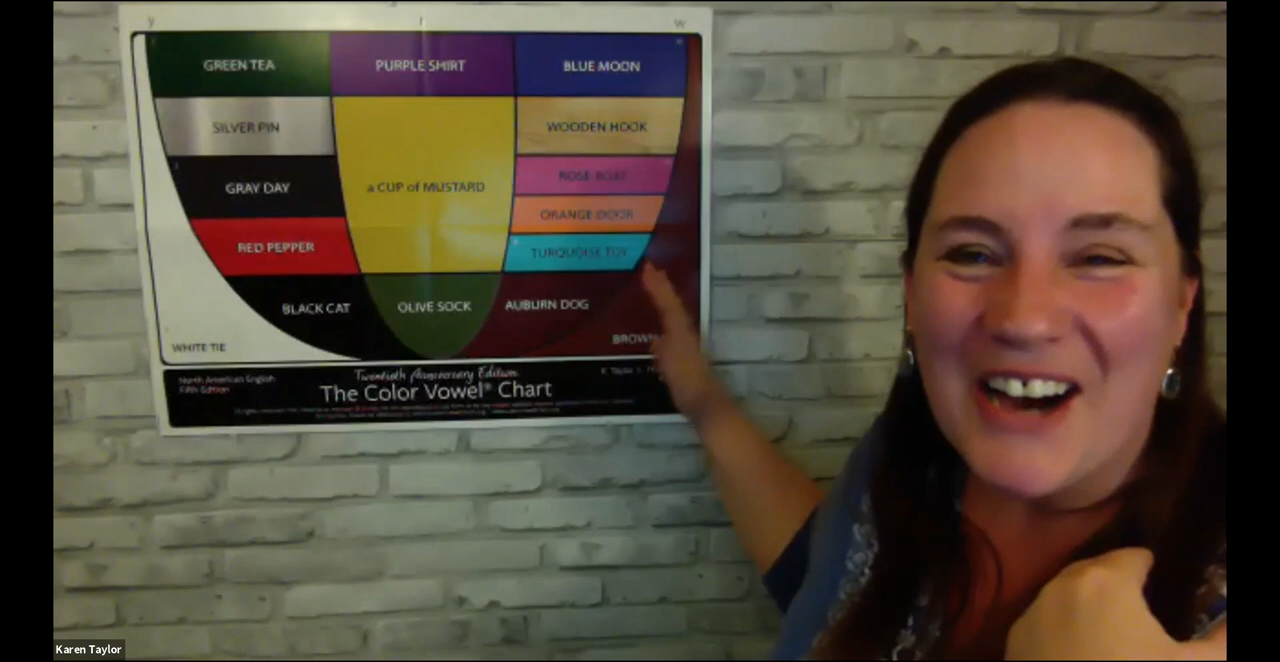 y w
GREEN TEA PURPLE SHIRT BLUE MOON
SILVER PIN WOODEN HOOK
GRAY DAY a CUP of MUSTARD ROSE BOAT
ORANGE DOOR
RED PEPPER TURQUOISE TOY
BLACK CAT OLIVE SOCK AUBURN DOG
WHITE TIE BROWN
North American English
Fifth Edition
Twentieth Anniversary Edition
The Color Vowel® Chart
Karen Taylor